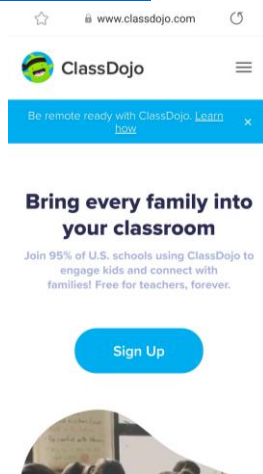 www.classdojo.com
ClassDojo
Be remote ready with ClassDojo. Learn
how
Bring every family into
your classroom
Join 95% of U.S. schools using ClassDojo to
engage kids and connect with
families! Free for teachers, forever.
Sign Up